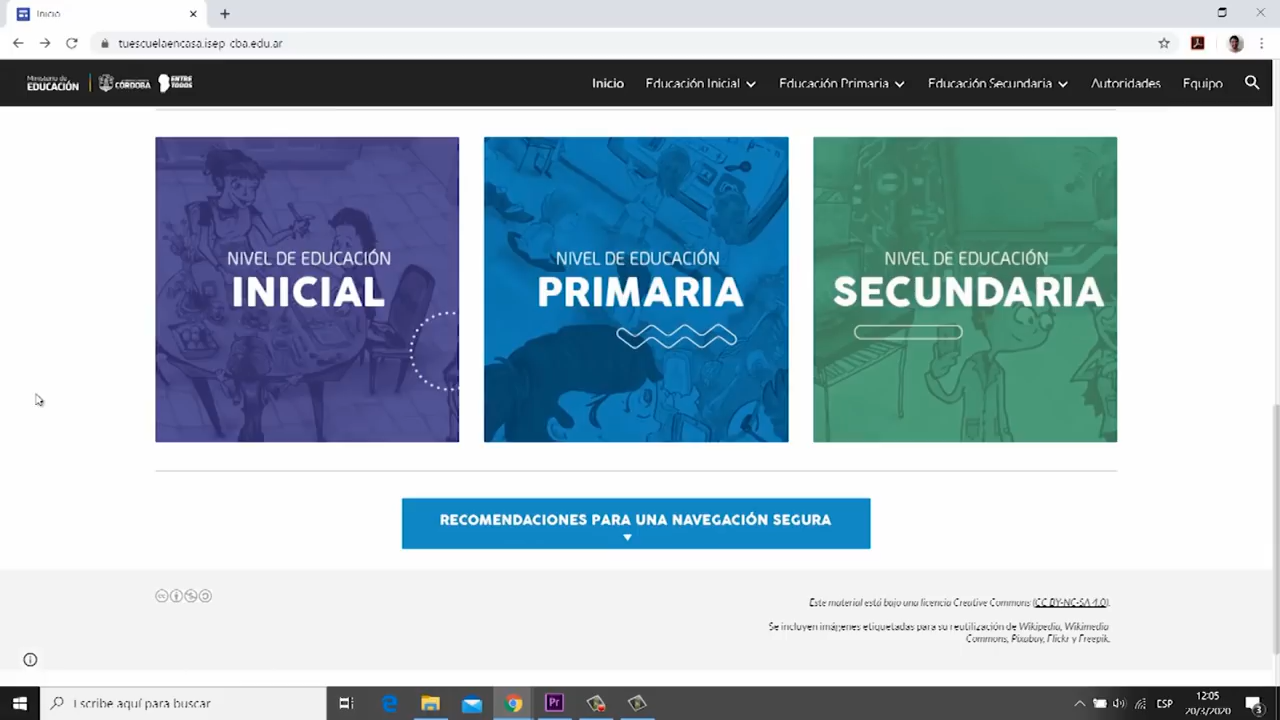 Inicio
tuescuelaencasa.isep-cba.edu.ar
Ministerio de
EDUCACIÓN
CÓRDOBA
ENTRE
TODOS
Inicio
Educación Inicial
Educación Primaria
Educación Secundaria
Autoridades
Equipo
NIVEL DE EDUCACIÓN
INICIAL
NIVEL DE EDUCACIÓN
PRIMARIA
NIVEL DE EDUCACIÓN
SECUNDARIA
RECOMENDACIONES PARA UNA NAVEGACIÓN SEGURA
Este material está bajo una licencia Creative Commons (CC BY-NC-SA 4.0).
Se incluyen imágenes etiquetadas para su reutilización de Wikipedia, Wikimedia
Commons, Pixabay, Flickr y Freepik.
Escribe aquí para buscar
Pr
ESP
12:05
20/3/2020
3